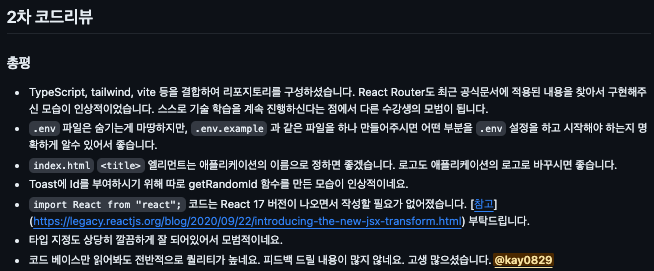 2차 코드리뷰
총평
• TypeScript, tailwind, vite 등을 결합하여 리포지토리를 구성하셨습니다. React Router도 최근 공식문서에 적용된 내용을 찾아서 구현해주
신 모습이 인상적이었습니다. 스스로 기술 학습을 계속 진행하신다는 점에서 다른 수강생의 모범이 됩니다.
• .env 파일은 숨기는게 마땅하지만, .env.example 과 같은 파일을 하나 만들어주시면 어떤 부분을 .env 설정을 하고 시작해야 하는지 명
확하게 알수 있어서 좋습니다.
• index.html <title> 엘리먼트는 애플리케이션의 이름으로 정하면 좋겠습니다. 로고도 애플리케이션의 로고로 바꾸시면 좋습니다.
• Toast에 Id를 부여하시기 위해 따로 getRandomId 함수를 만든 모습이 인상적이네요.
• import React from "react"; 코드는 React 17 버전이 나오면서 작성할 필요가 없어졌습니다. [참고]
(https://legacy.reactjs.org/blog/2020/09/22/introducing-the-new-jsx-transform.html) 부탁드립니다.
• 타입 지정도 상당히 깔끔하게 잘 되어있어서 모범적이네요.
• 코드 베이스만 읽어봐도 전반적으로 퀄리티가 높네요. 피드백 드릴 내용이 많지 않네요. 고생 많으셨습니다. @kay0829